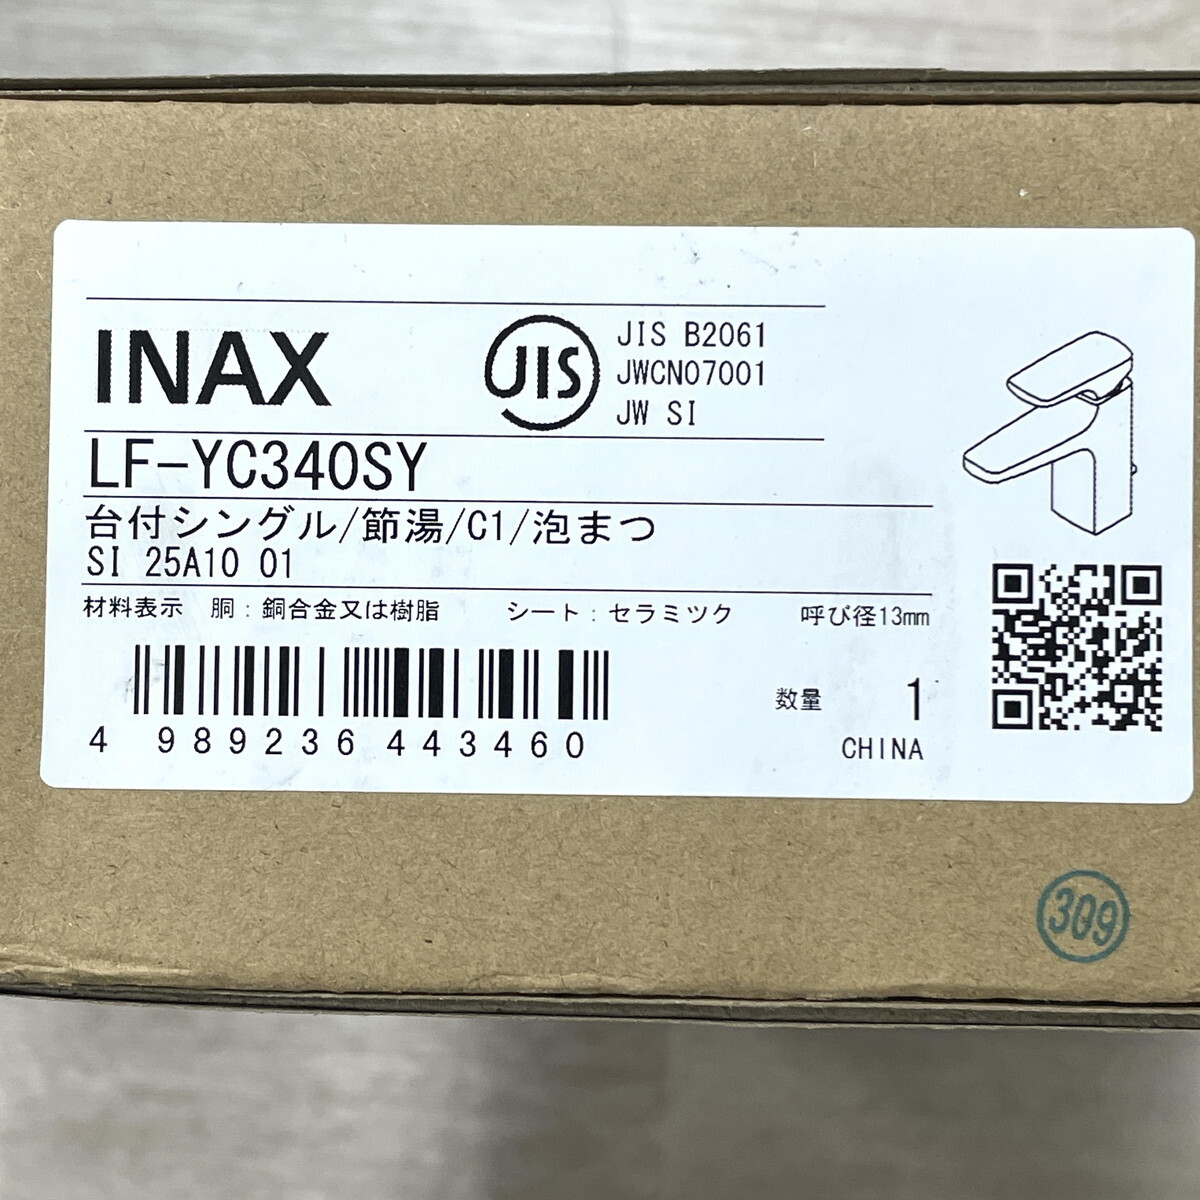 INAX
JIS
JIS B2061
JWCN07001
JW SI
LF-YC340SY
台付シングル/節湯/C1/泡まつ
SI 25A10 01
材料表示 胴:銅合金又は樹脂 シート:セラミツク 呼び径13mm
4 989236 443460
数量 1
CHINA
309